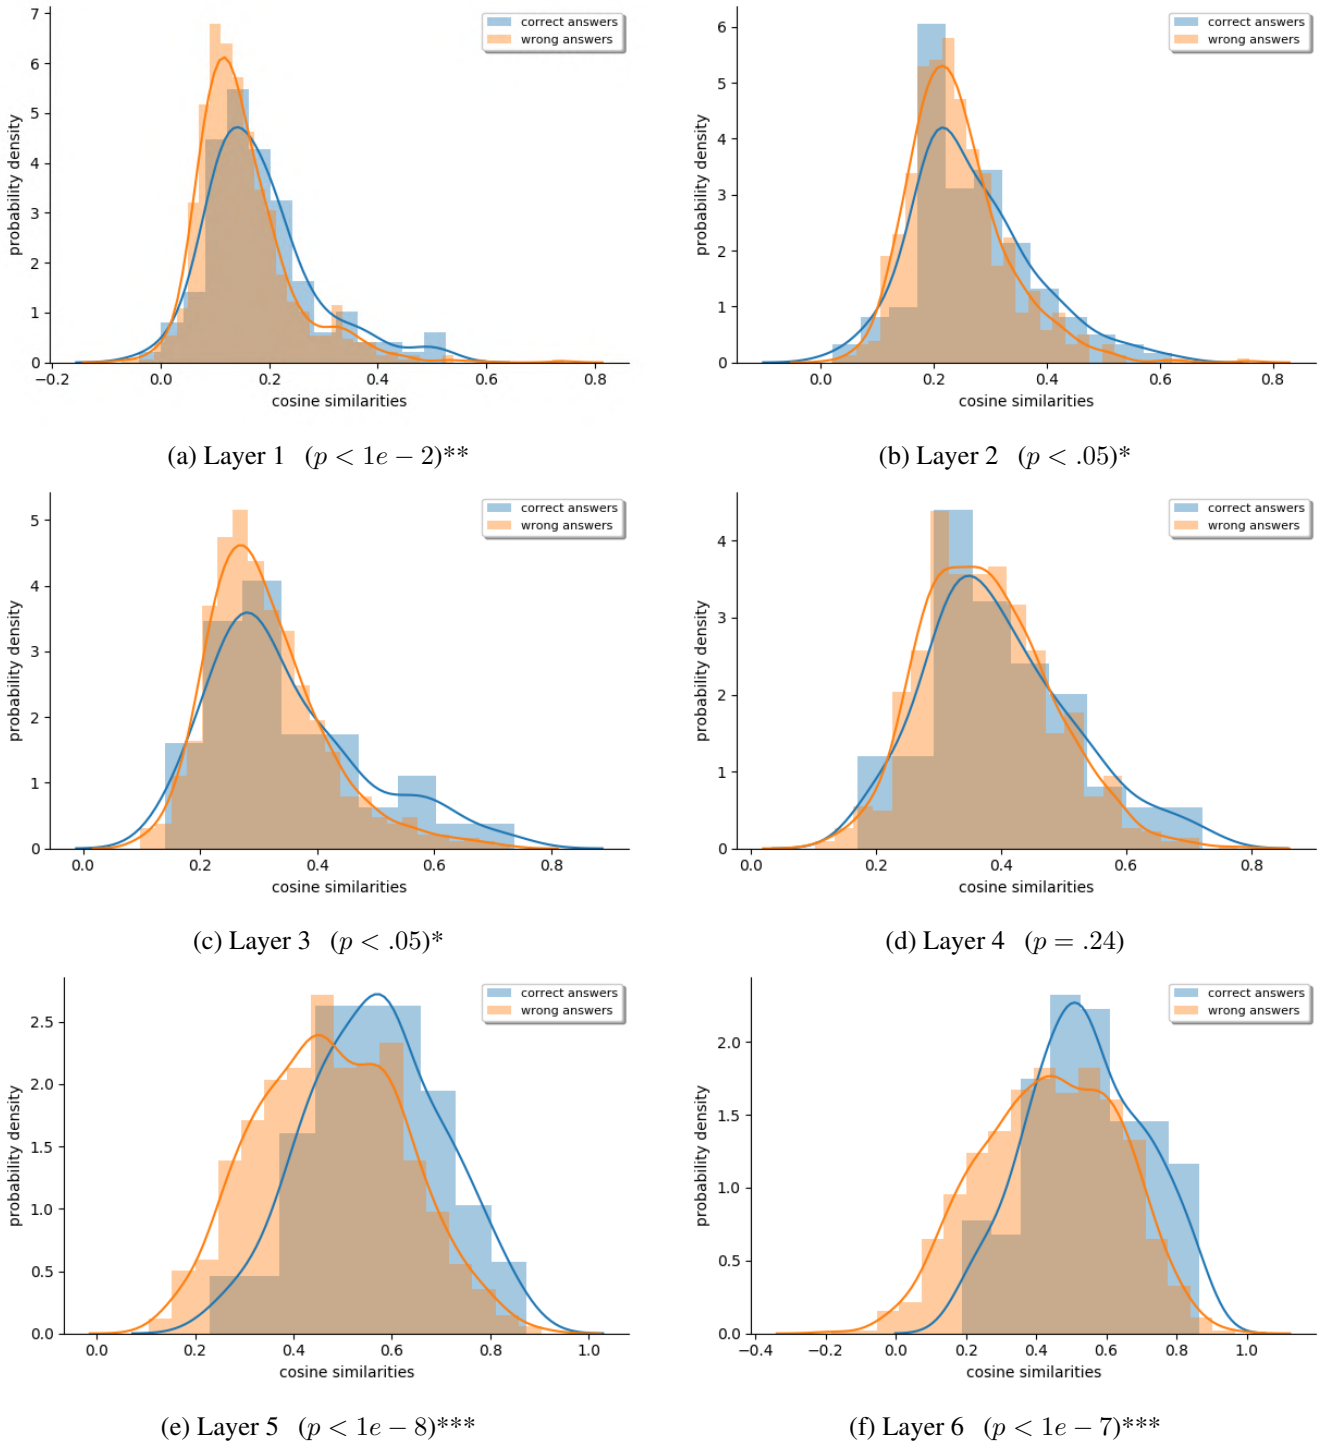 correct answers
wrong answers
probability density
7
6
5
4
3
2
1
0
−0.2 0.0 0.2 0.4 0.6 0.8
cosine similarities
(a) Layer 1 (p < 1e − 2)**
correct answers
wrong answers
probability density
6
5
4
3
2
1
0
0.0 0.2 0.4 0.6 0.8
cosine similarities
(b) Layer 2 (p < .05)*
correct answers
wrong answers
probability density
5
4
3
2
1
0
0.0 0.2 0.4 0.6 0.8
cosine similarities
(c) Layer 3 (p < .05)*
correct answers
wrong answers
probability density
4
3
2
1
0
0.0 0.2 0.4 0.6 0.8
cosine similarities
(d) Layer 4 (p = .24)
correct answers
wrong answers
probability density
2.5
2.0
1.5
1.0
0.5
0.0
0.0 0.2 0.4 0.6 0.8 1.0
cosine similarities
(e) Layer 5 (p < 1e − 8)***
correct answers
wrong answers
probability density
2.0
1.5
1.0
0.5
0.0
−0.4 −0.2 0.0 0.2 0.4 0.6 0.8 1.0
cosine similarities
(f) Layer 6 (p < 1e − 7)***